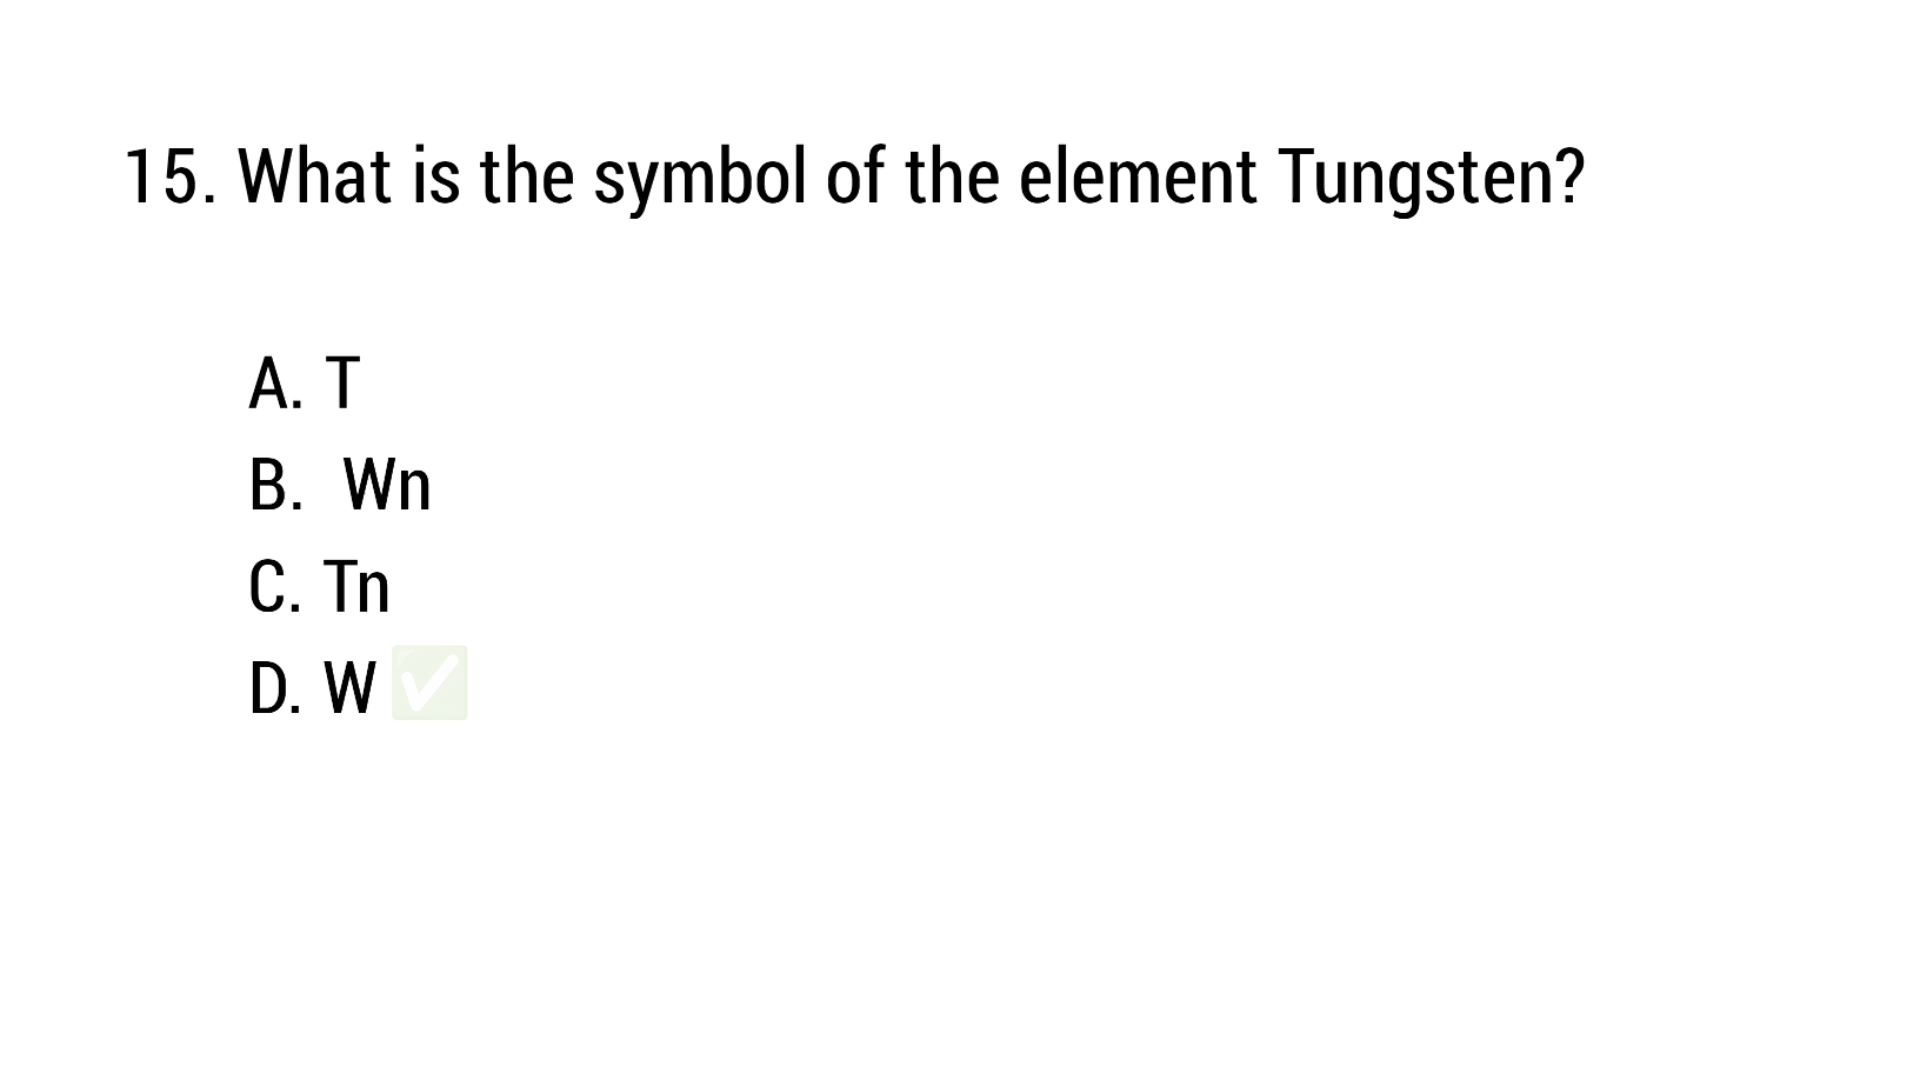 15. What is the symbol of the element Tungsten?
A. T
B. Wn
C. Tn
D. W ✅